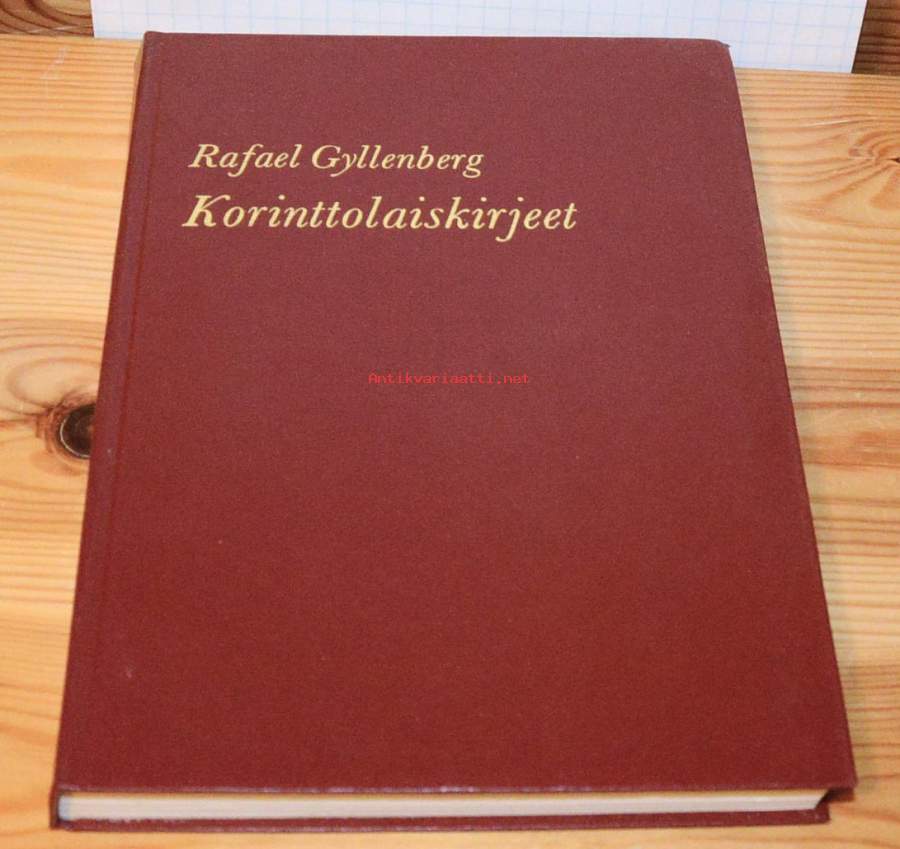 Rafael Gyllenberg
Korinttolaiskirjeet
Antikvariaatti.net